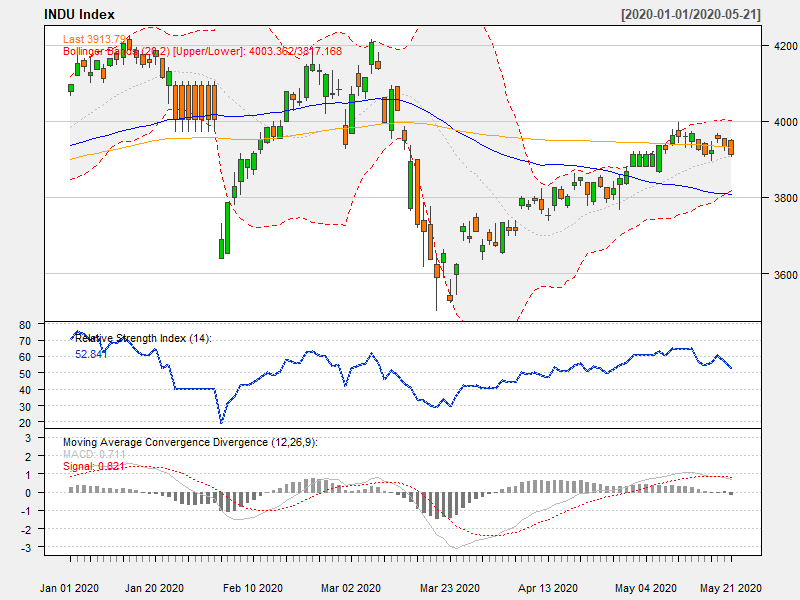 INDU Index [2020-01-01/2020-05-21]
Last 3913.791
Bollinger Bands (20,2) [Upper/Lower]: 4003.362/3817.168
4200
4000
3800
3600
Relative Strength Index (14):
52.841
80
70
60
50
40
30
20
Moving Average Convergence Divergence (12,26,9):
MACD: 0.711
Signal: 0.821
3
2
1
0
-1
-2
-3
Jan 01 2020 Jan 20 2020 Feb 10 2020 Mar 02 2020 Mar 23 2020 Apr 13 2020 May 04 2020 May 21 2020